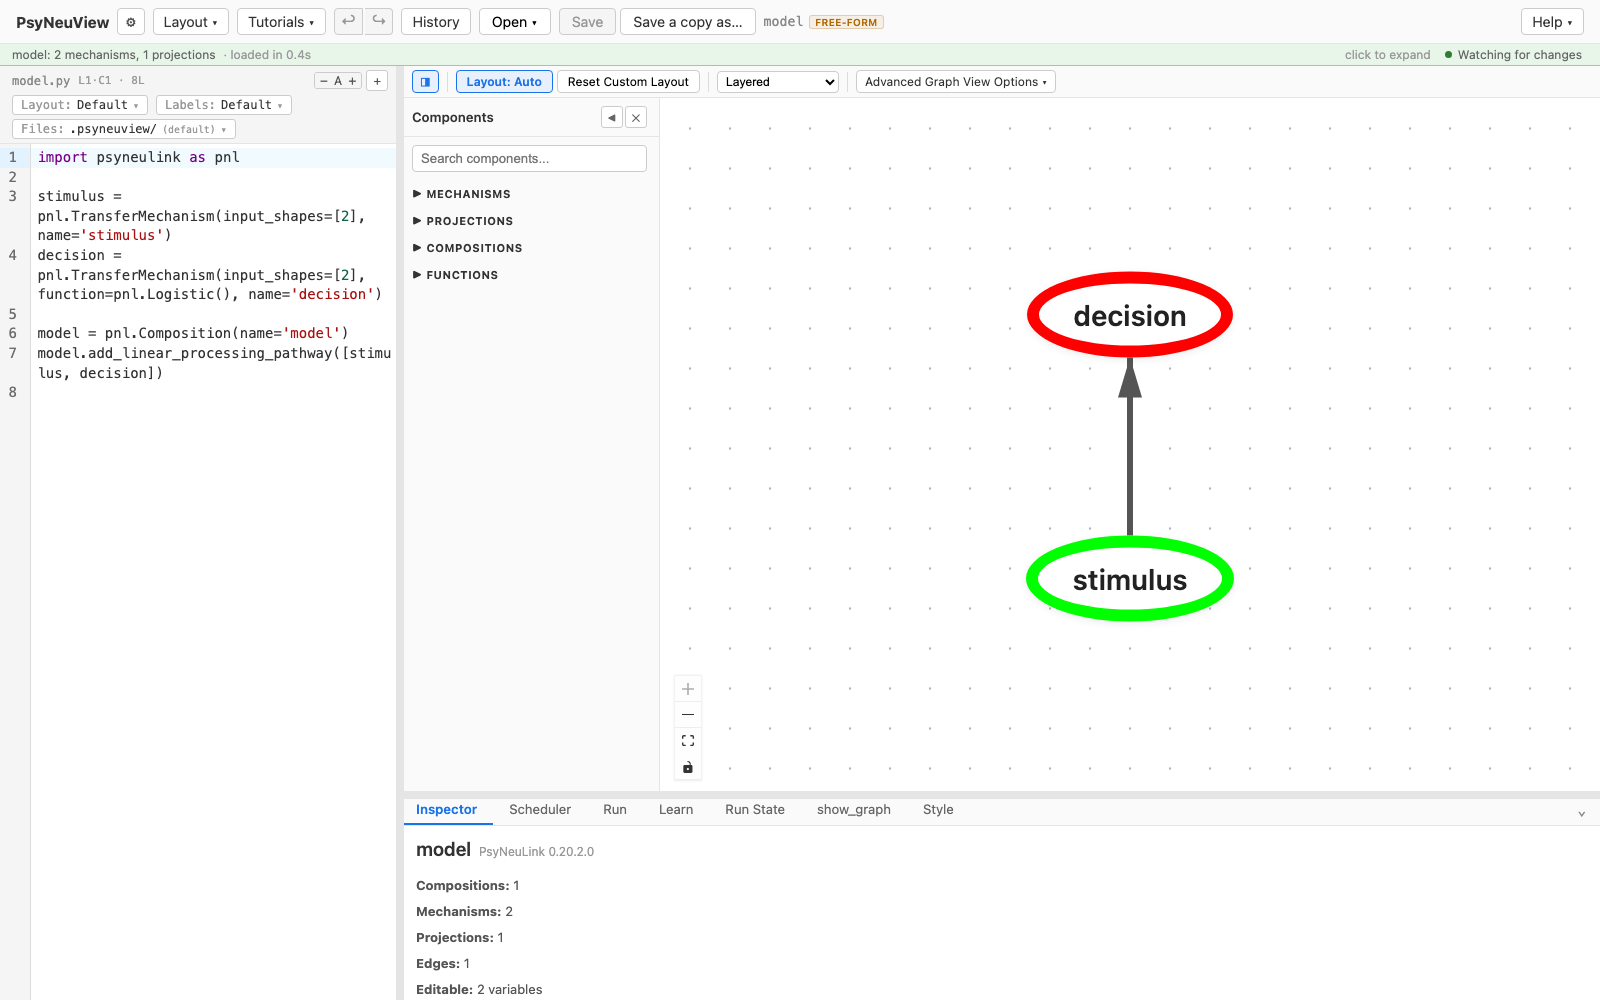 PsyNeuView ⚙ Layout ▾ Tutorials ▾ ↩ ↪ History Open ▾ Save Save a copy as... model FREE-FORM Help ▾
model: 2 mechanisms, 1 projections · loaded in 0.4s click to expand Watching for changes
model.py L1:C1 · 8L − A + +
Layout: Default ▾ Labels: Default ▾
Files: .psyneuview/ (default) ▾
1 import psyneulink as pnl
2
3 stimulus =
pnl.TransferMechanism(input_shapes=[2],
name='stimulus')
4 decision =
pnl.TransferMechanism(input_shapes=[2],
function=pnl.Logistic(), name='decision')
5
6 model = pnl.Composition(name='model')
7 model.add_linear_processing_pathway([stimu
lus, decision])
8
Layout: Auto Reset Custom Layout Layered Advanced Graph View Options ▾
Components
Search components...
MECHANISMS
PROJECTIONS
COMPOSITIONS
FUNCTIONS
decision
stimulus
Inspector Scheduler Run Learn Run State show_graph Style
model PsyNeuLink 0.20.2.0
Compositions: 1
Mechanisms: 2
Projections: 1
Edges: 1
Editable: 2 variables